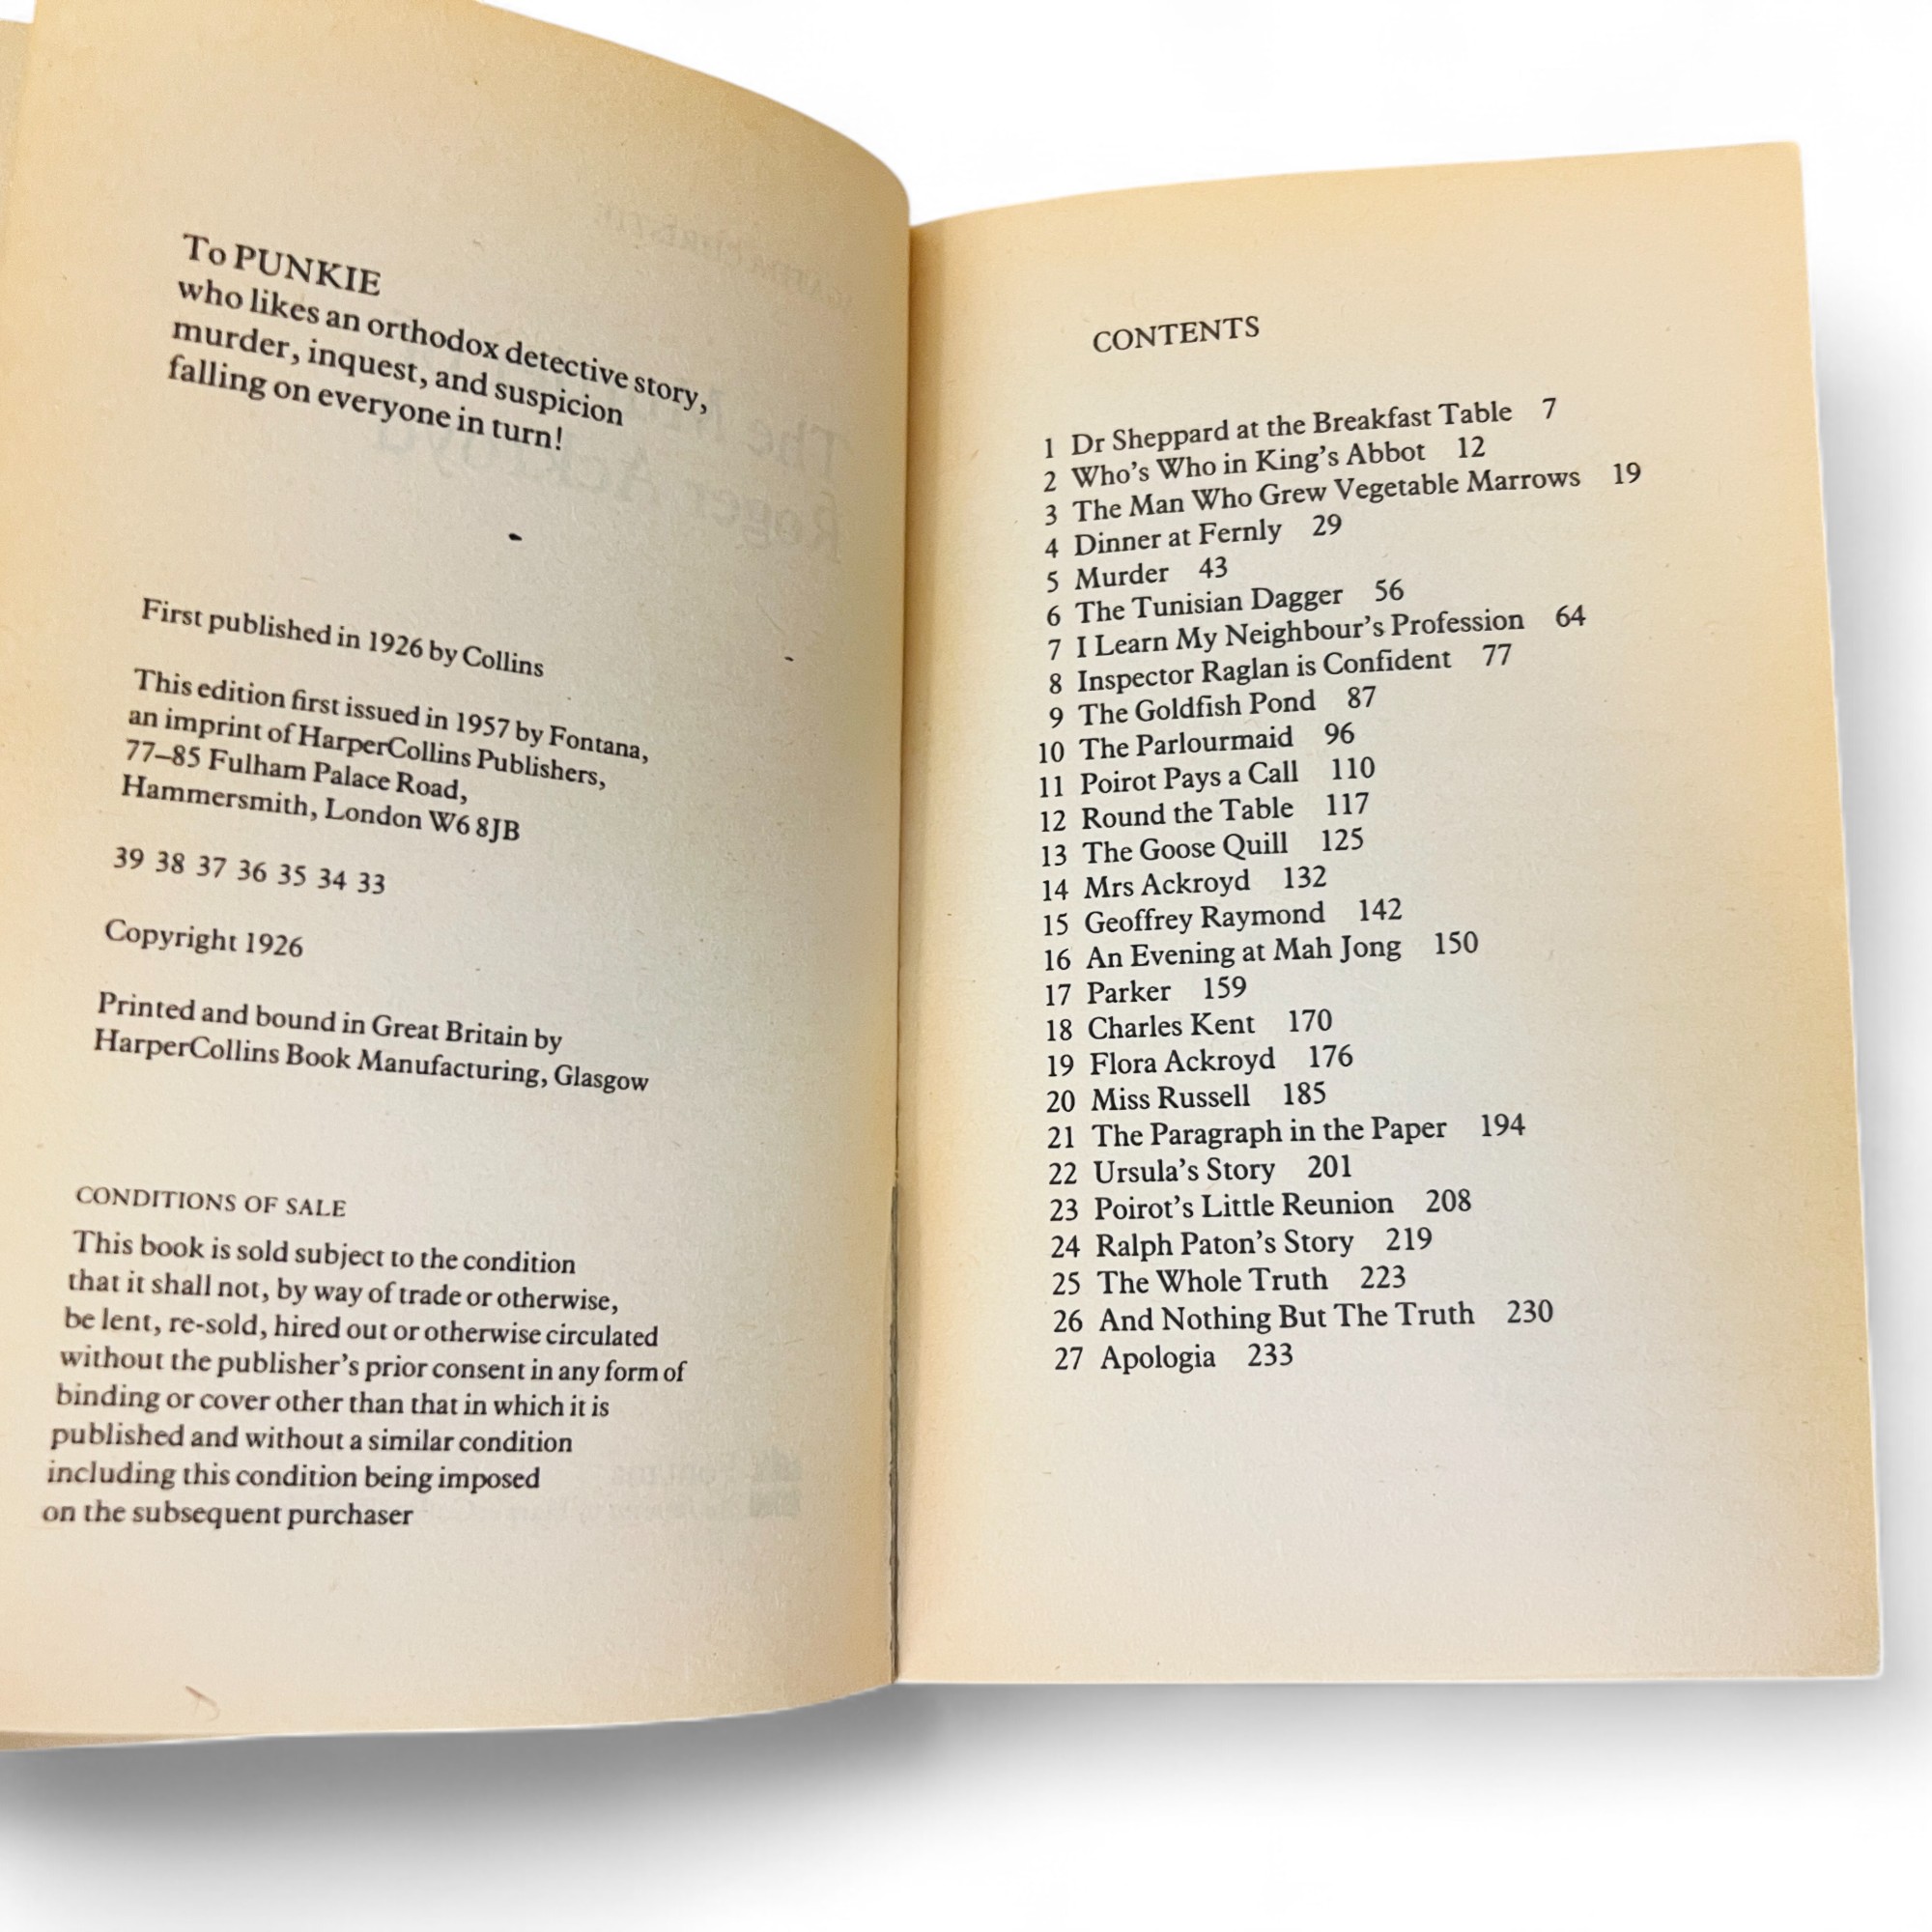 To PUNKIE
who likes an orthodox detective story,
murder, inquest, and suspicion
falling on everyone in turn!
First published in 1926 by Collins
This edition first issued in 1957 by Fontana,
an imprint of HarperCollins Publishers,
77–85 Fulham Palace Road,
Hammersmith, London W6 8JB
39 38 37 36 35 34 33
Copyright 1926
Printed and bound in Great Britain by
HarperCollins Book Manufacturing, Glasgow
CONDITIONS OF SALE
This book is sold subject to the condition
that it shall not, by way of trade or otherwise,
be lent, re-sold, hired out or otherwise circulated
without the publisher's prior consent in any form of
binding or cover other than that in which it is
published and without a similar condition
including this condition being imposed
on the subsequent purchaser
CONTENTS
1 Dr Sheppard at the Breakfast Table 7
2 Who's Who in King's Abbot 12
3 The Man Who Grew Vegetable Marrows 19
4 Dinner at Fernly 29
5 Murder 43
6 The Tunisian Dagger 56
7 I Learn My Neighbour's Profession 64
8 Inspector Raglan is Confident 77
9 The Goldfish Pond 87
10 The Parlourmaid 96
11 Poirot Pays a Call 110
12 Round the Table 117
13 The Goose Quill 125
14 Mrs Ackroyd 132
15 Geoffrey Raymond 142
16 An Evening at Mah Jong 150
17 Parker 159
18 Charles Kent 170
19 Flora Ackroyd 176
20 Miss Russell 185
21 The Paragraph in the Paper 194
22 Ursula's Story 201
23 Poirot's Little Reunion 208
24 Ralph Paton's Story 219
25 The Whole Truth 223
26 And Nothing But The Truth 230
27 Apologia 233